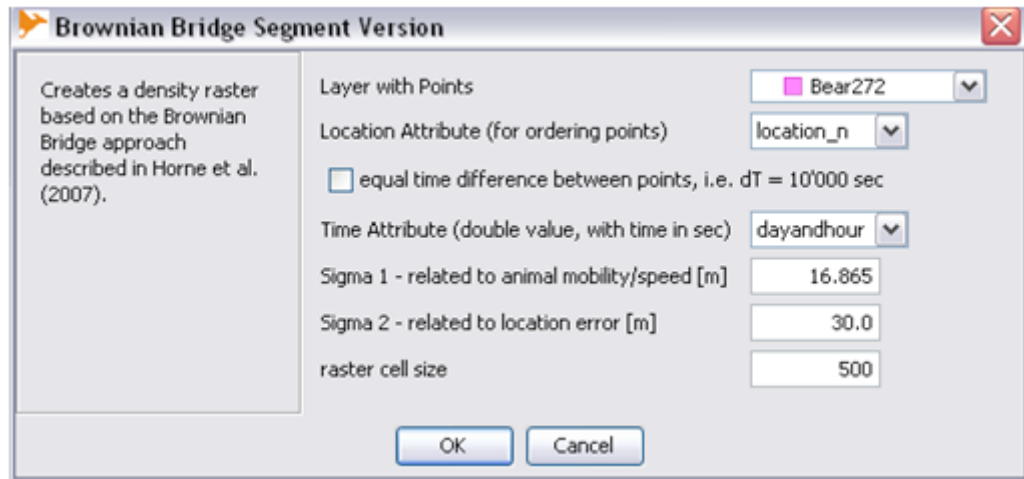 Brownian Bridge Segment Version
Creates a density raster
based on the Brownian
Bridge approach
described in Horne et al.
(2007).
Layer with Points
Bear272
Location Attribute (for ordering points)
location_n
equal time difference between points, i.e. dT = 10'000 sec
Time Attribute (double value, with time in sec)
dayandhour
Sigma 1 - related to animal mobility/speed [m]
16.865
Sigma 2 - related to location error [m]
30.0
raster cell size
500
OK
Cancel